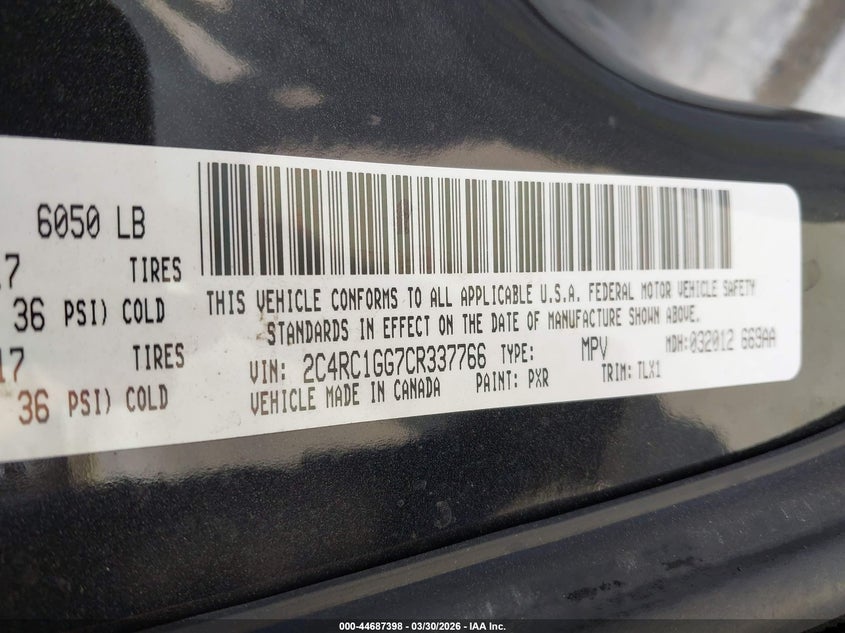 6050 LB
17 TIRES
36 PSI) COLD
17 TIRES
36 PSI) COLD
THIS VEHICLE CONFORMS TO ALL APPLICABLE U.S.A. FEDERAL MOTOR VEHICLE SAFETY
STANDARDS IN EFFECT ON THE DATE OF MANUFACTURE SHOWN ABOVE.
VIN: 2C4RC1GG7CR337766 TYPE: MPV MDH:032012 669AA
VEHICLE MADE IN CANADA PAINT: PXR TRIM: TLX1
000-44687398 - 03/30/2026 - IAA Inc.